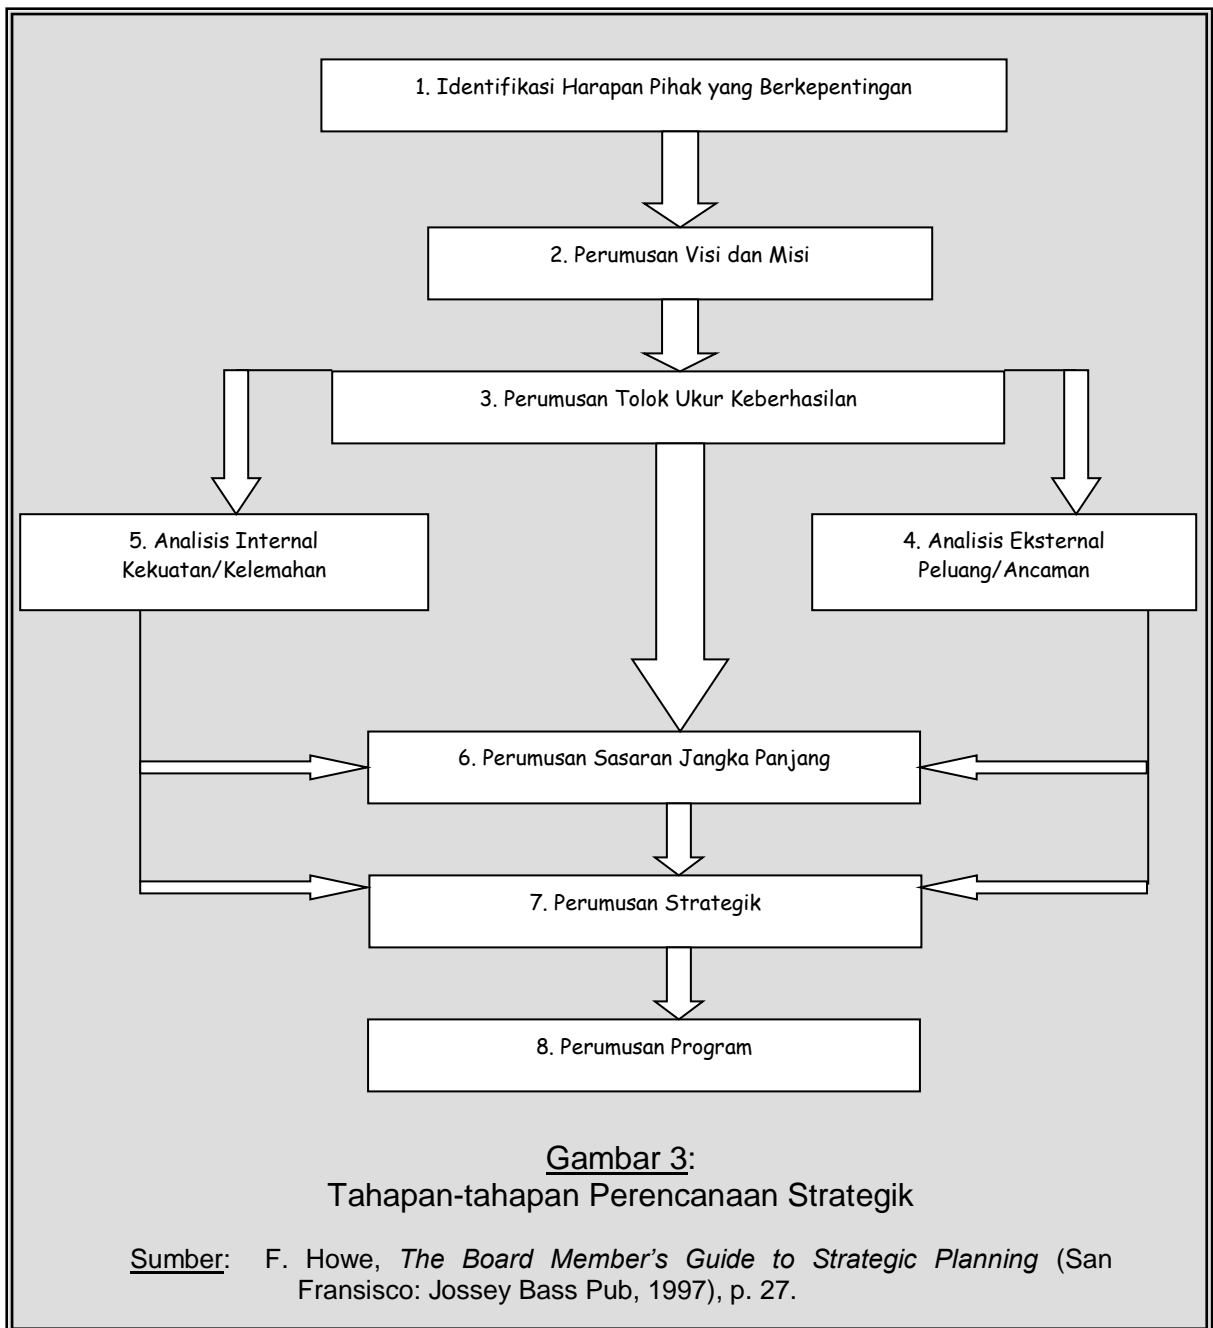 1. Identifikasi Harapan Pihak yang Berkepentingan
2. Perumusan Visi dan Misi
3. Perumusan Tolok Ukur Keberhasilan
5. Analisis Internal
Kekuatan/Kelemahan
4. Analisis Eksternal
Peluang/Ancaman
6. Perumusan Sasaran Jangka Panjang
7. Perumusan Strategik
8. Perumusan Program
Gambar 3:
Tahapan-tahapan Perencanaan Strategik
Sumber: F. Howe, The Board Member’s Guide to Strategic Planning (San
Fransisco: Jossey Bass Pub, 1997), p. 27.